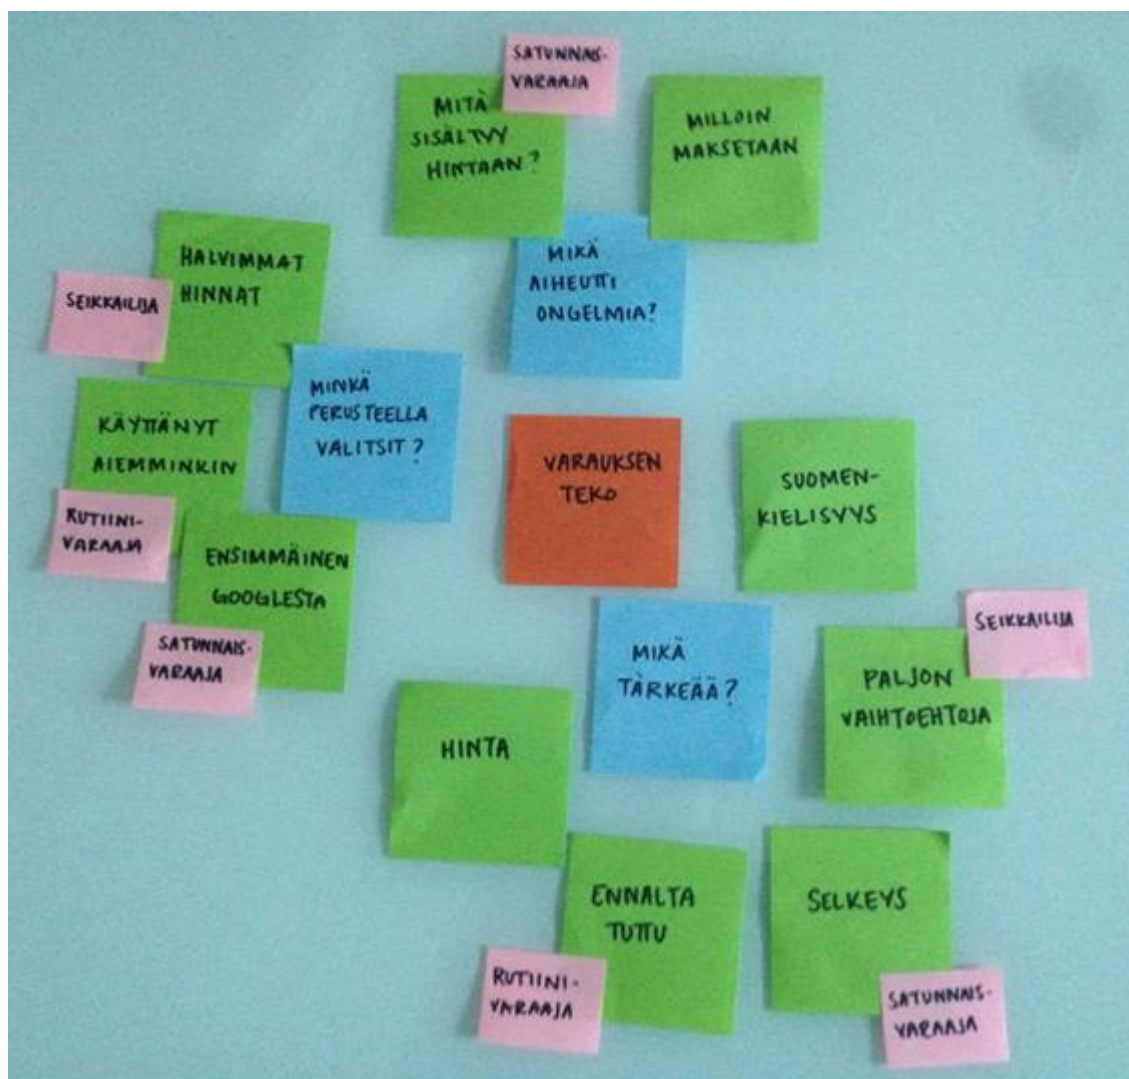 SATUNNAIS-
VARAAJA
MITÄ
SISÄLTYY
HINTAAN?
MILLOIN
MAKSETAAN
MIKÄ
AIHEUTTI
ONGELMIA?
HALVIMMAT
HINNAT
SEIKKAILIJA
MINKÄ
PERUSTEELLA
VALITSIT?
KÄYTTÄNYT
AIEMMINKIN
RUTIINI-
VARAAJA
ENSIMMÄINEN
GOOGLESTA
SATUNNAIS-
VARAAJA
VARAUKSEN
TEKO
SUOMEN-
KIELISYYS
MIKÄ
TÄRKEÄÄ?
SEIKKAILIJA
PALJON
VAIHTOEHTOJA
HINTA
ENNALTA
TUTTU
RUTIINI-
VARAAJA
SELKEYS
SATUNNAIS-
VARAAJA